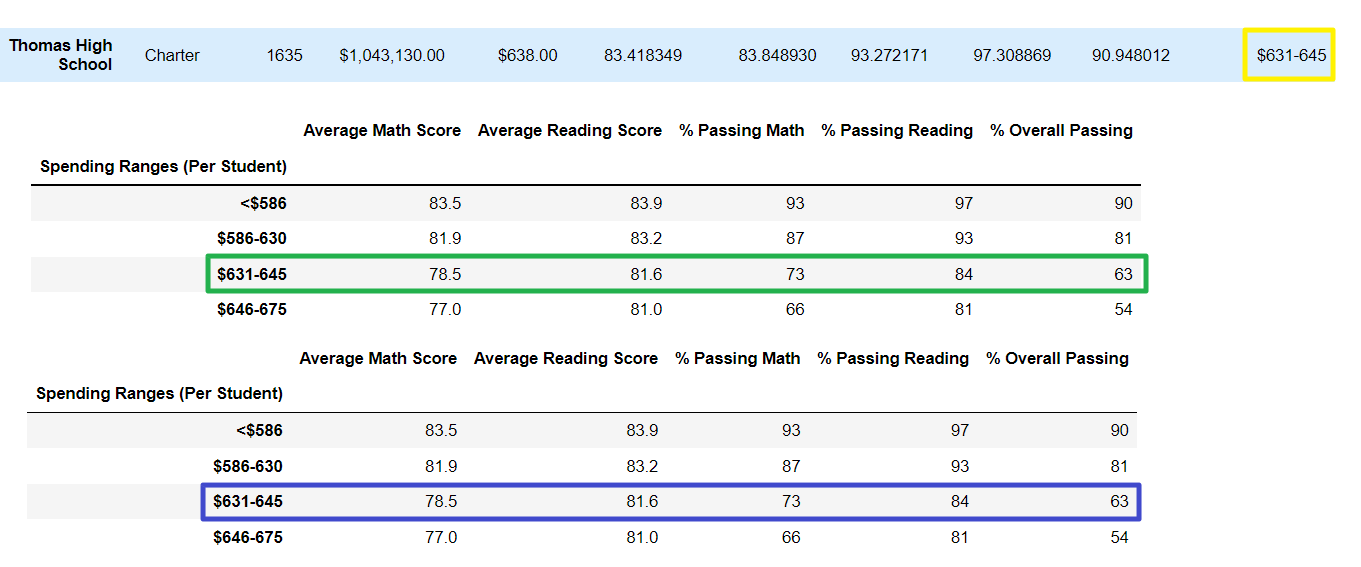 Thomas High School Charter 1635 $1,043,130.00 $638.00 83.418349 83.848930 93.272171 97.308869 90.948012 $631-645
Average Math Score Average Reading Score % Passing Math % Passing Reading % Overall Passing
Spending Ranges (Per Student)
<$586 83.5 83.9 93 97 90
$586-630 81.9 83.2 87 93 81
$631-645 78.5 81.6 73 84 63
$646-675 77.0 81.0 66 81 54
Average Math Score Average Reading Score % Passing Math % Passing Reading % Overall Passing
Spending Ranges (Per Student)
<$586 83.5 83.9 93 97 90
$586-630 81.9 83.2 87 93 81
$631-645 78.5 81.6 73 84 63
$646-675 77.0 81.0 66 81 54